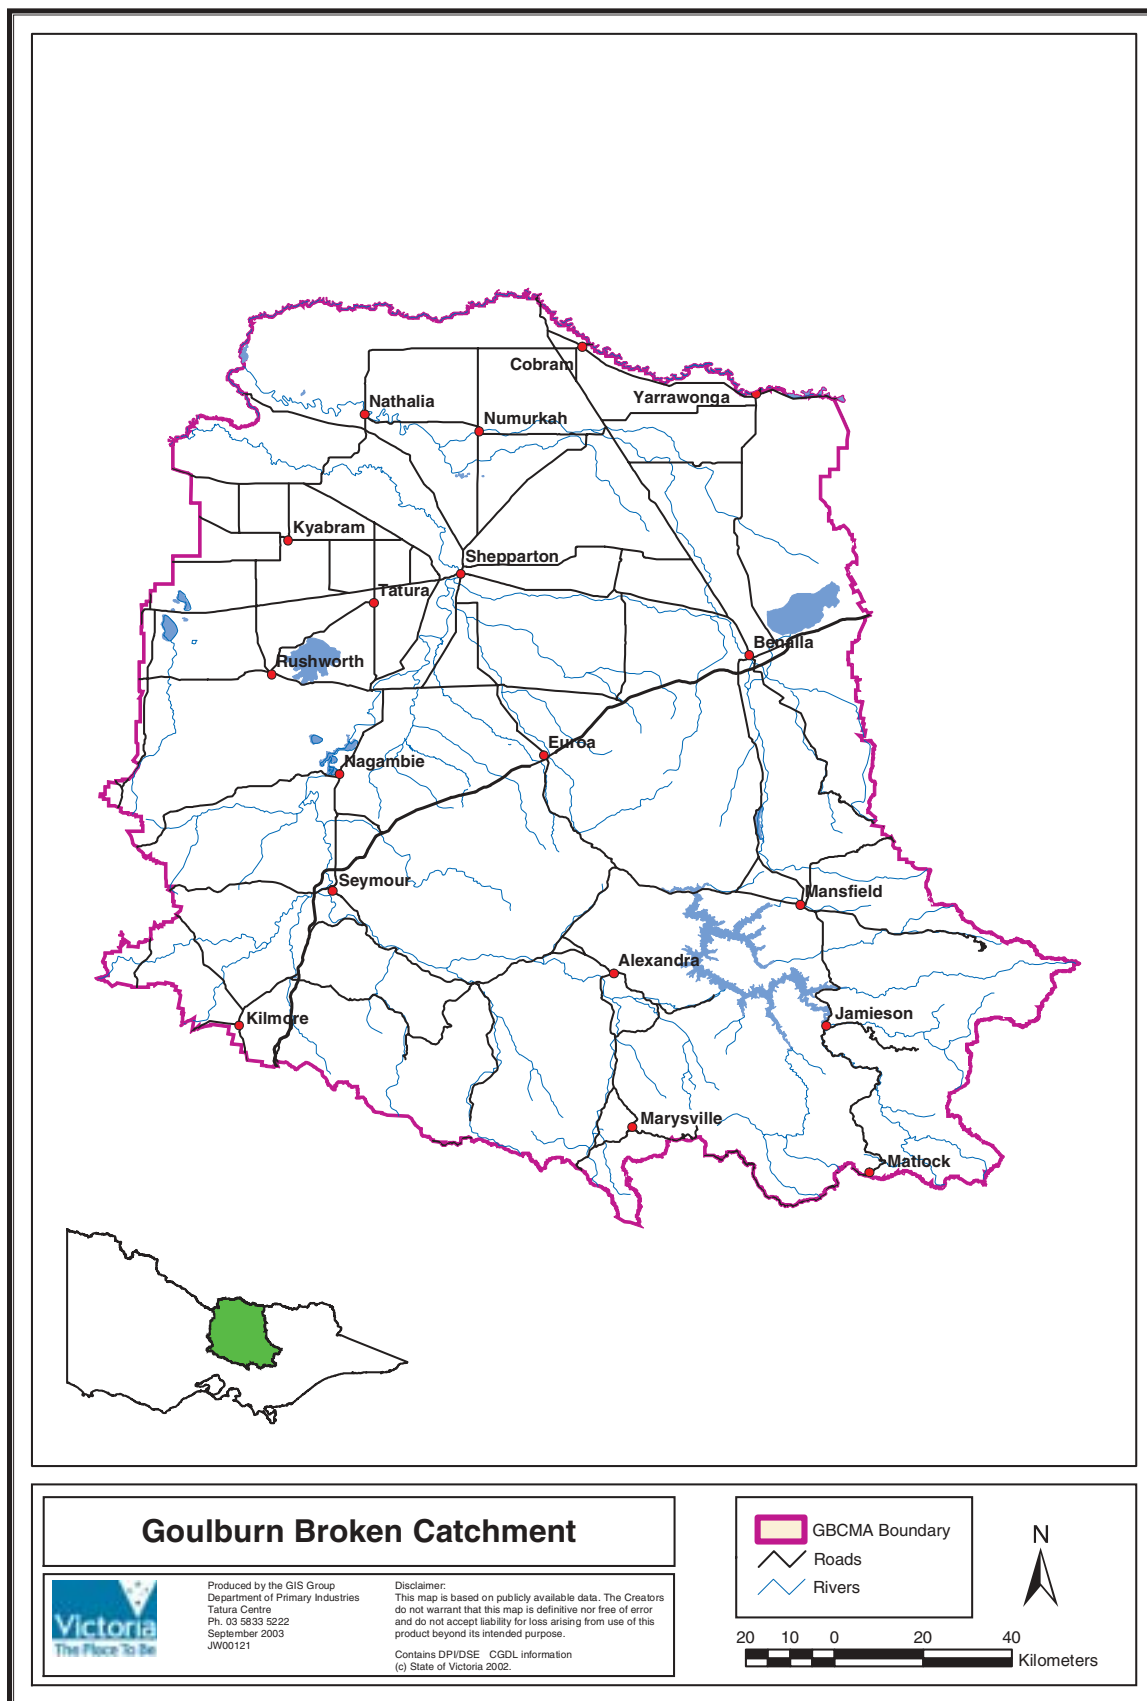 Cobram
Yarrawonga
Nathalia
Numurkah
Kyabram
Shepparton
Tatura
Benalla
Rushworth
Euroa
Nagambie
Seymour
Mansfield
Alexandra
Jamieson
Kilmore
Marysville
Matlock
Goulburn Broken Catchment
Victoria
The Place To Be
Produced by the GIS Group
Department of Primary Industries
Tatura Centre
Ph. 03 5833 5222
September 2003
JW00121
Disclaimer:
This map is based on publicly available data. The Creators
do not warrant that this map is definitive nor free of error
and do not accept liability for loss arising from use of this
product beyond its intended purpose.
Contains DPI/DSE CGDL information
(c) State of Victoria 2002.
GBCMA Boundary
Roads
Rivers
N
20 10 0 20 40
Kilometers